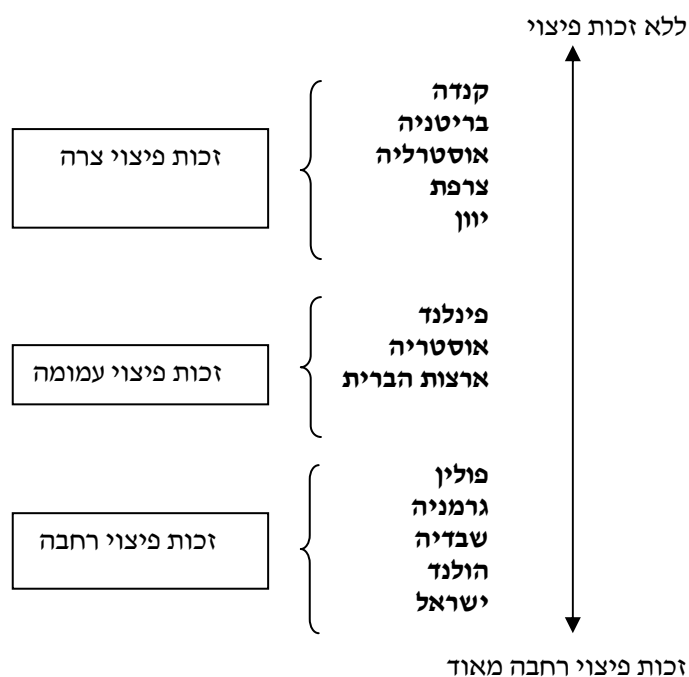 ללא זכות פיצוי
קנדה
בריטניה
אוסטרליה
צרפת
יוון
זכות פיצוי צרה
פינלנד
אוסטריה
ארצות הברית
זכות פיצוי עמומה
פולין
גרמניה
שבדיה
הולנד
ישראל
זכות פיצוי רחבה
זכות פיצוי רחבה מאוד